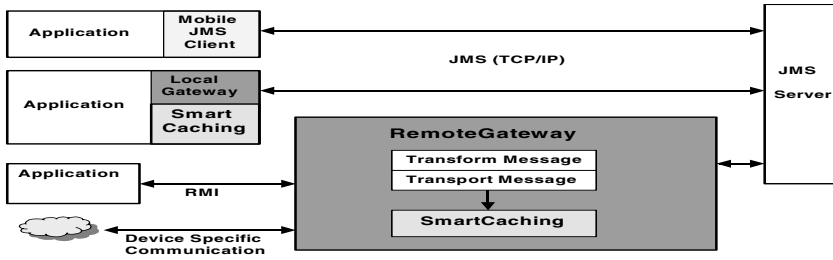 Application
Mobile
JMS
Client
JMS (TCP/IP)
JMS
Server
Application
Local
Gateway
Smart
Caching
RemoteGateway
Transform Message
Transport Message
SmartCaching
Application
RMI
Device Specific
Communication